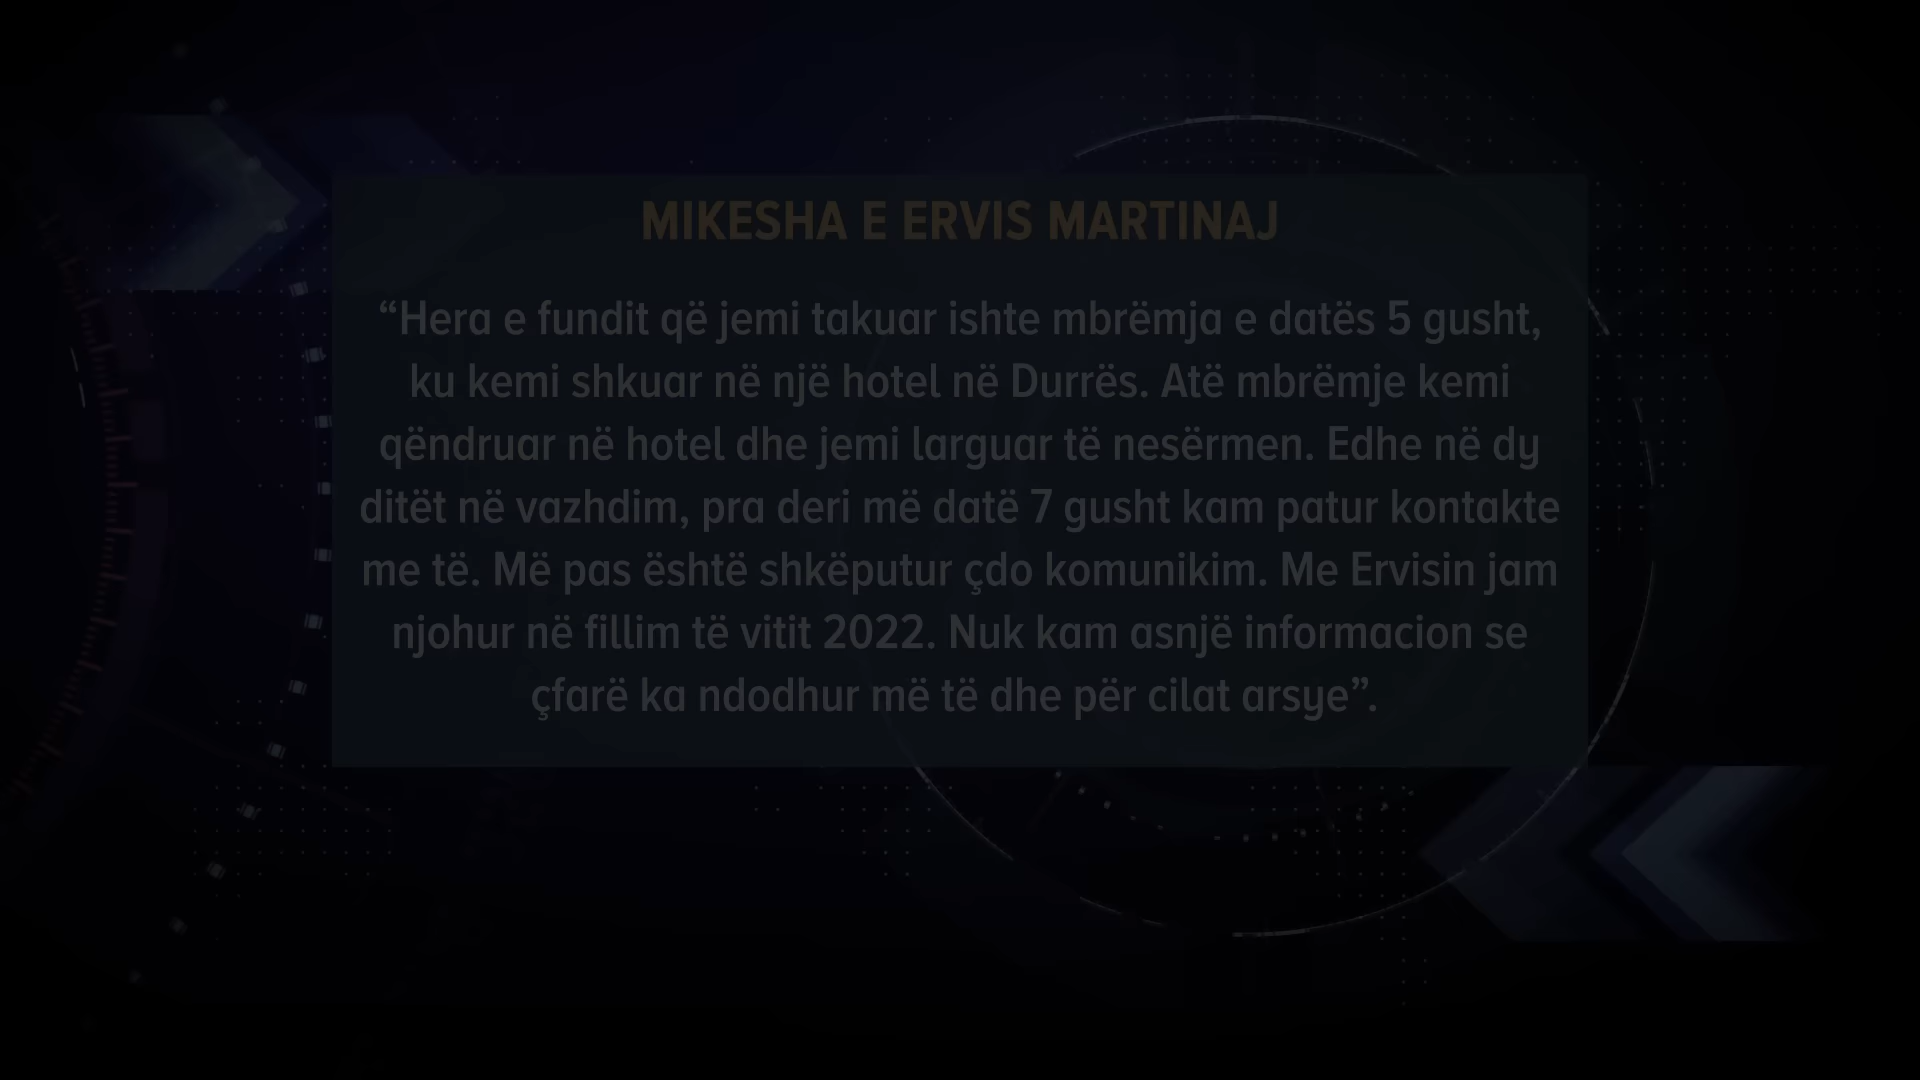 MIKESHA E ERVIS MARTINAJ
“Hera e fundit që jemi takuar ishte mbrëmja e datës 5 gusht,
ku kemi shkuar në një hotel në Durrës. Atë mbrëmje kemi
qëndruar në hotel dhe jemi larguar të nesërmen. Edhe në dy
ditët në vazhdim, pra deri më datë 7 gusht kam patur kontakte
me të. Më pas është shkëputur çdo komunikim. Me Ervisin jam
njohur në fillim të vitit 2022. Nuk kam asnjë informacion se
çfarë ka ndodhur më të dhe për cilat arsye”.